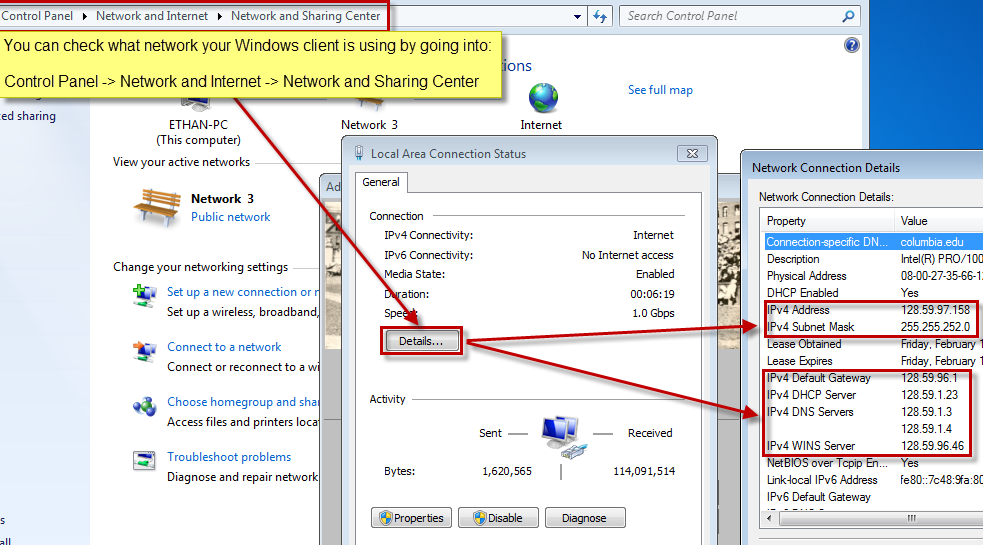 Control Panel ▸ Network and Internet ▸ Network and Sharing Center
Search Control Panel
You can check what network your Windows client is using by going into:
Control Panel -> Network and Internet -> Network and Sharing Center
ions
See full map
ed sharing
ETHAN-PC
(This computer)
Network 3
Internet
View your active networks
Network 3
Public network
Change your networking settings
Set up a new connection or n
Set up a wireless, broadband,
Connect to a network
Connect or reconnect to a wi
Choose homegroup and shar
Access files and printers locat
Troubleshoot problems
Diagnose and repair network
s
all
Ad
Local Area Connection Status
General
Connection
IPv4 Connectivity: Internet
IPv6 Connectivity: No Internet access
Media State: Enabled
Duration: 00:06:19
Speed: 1.0 Gbps
Details...
Activity
Sent — Received
Bytes: 1,620,565 | 114,091,514
Properties
Disable
Diagnose
Network Connection Details
Network Connection Details:
Property Value
Connection-specific DN... columbia.edu
Description Intel(R) PRO/100
Physical Address 08-00-27-35-66-1
DHCP Enabled Yes
IPv4 Address 128.59.97.158
IPv4 Subnet Mask 255.255.252.0
Lease Obtained Friday, February 1
Lease Expires Friday, February 1
IPv4 Default Gateway 128.59.96.1
IPv4 DHCP Server 128.59.1.23
IPv4 DNS Servers 128.59.1.3
128.59.1.4
IPv4 WINS Server 128.59.96.46
NetBIOS over Tcpip En... Yes
Link-local IPv6 Address fe80::7c48:9fa:80
IPv6 Default Gateway